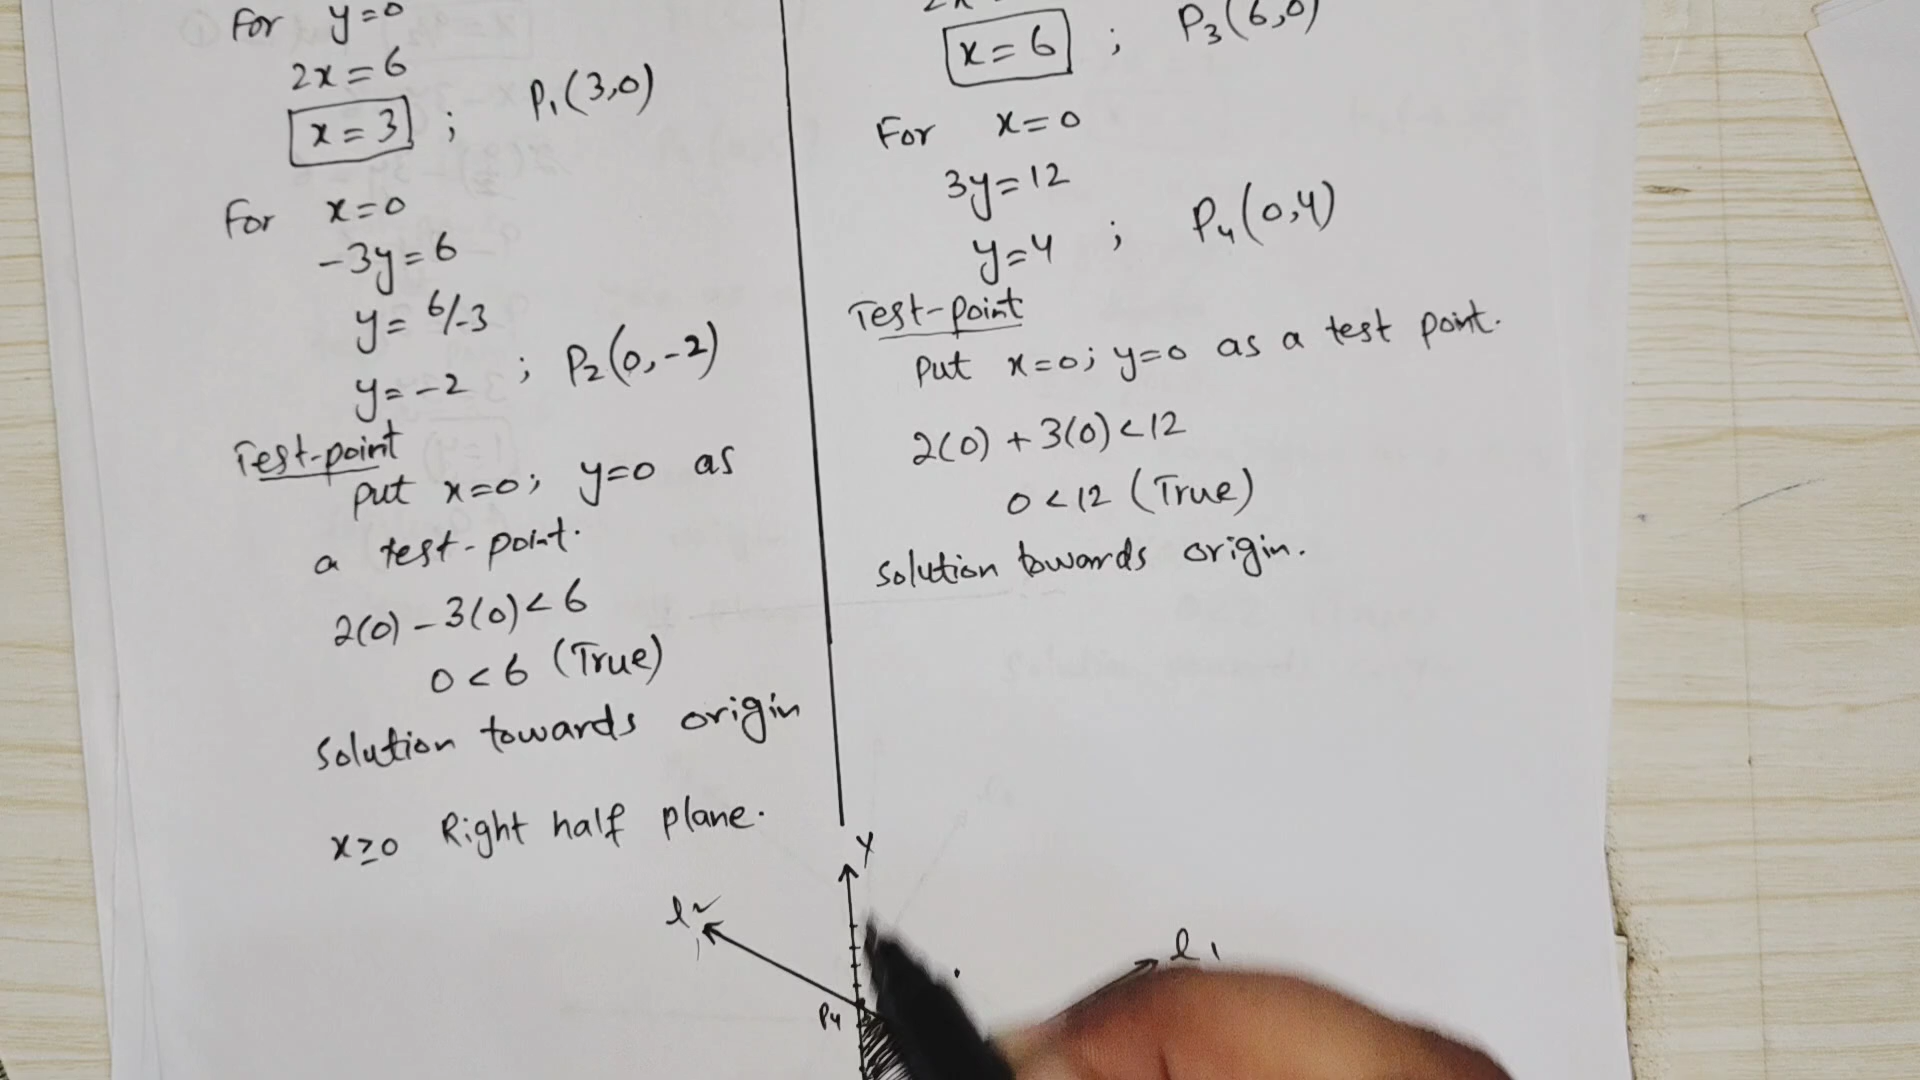 For y=0
2x=6
x=3 ; P₁(3,0)
For x=0
-3y=6
y= 6/-3
y=-2 ; P₂(0,-2)
Test-point
put x=0; y=0 as
a test-point.
2(0)-3(0)<6
0<6 (True)
Solution towards origin
x≥0 Right half plane.
x=6 ; P₃(6,0)
For x=0
3y=12
y=4 ; P₄(0,4)
Test-point
put x=0; y=0 as a test point.
2(0)+3(0)<12
0<12 (True)
Solution towards origin.
Y
l₂
l₁
P₄